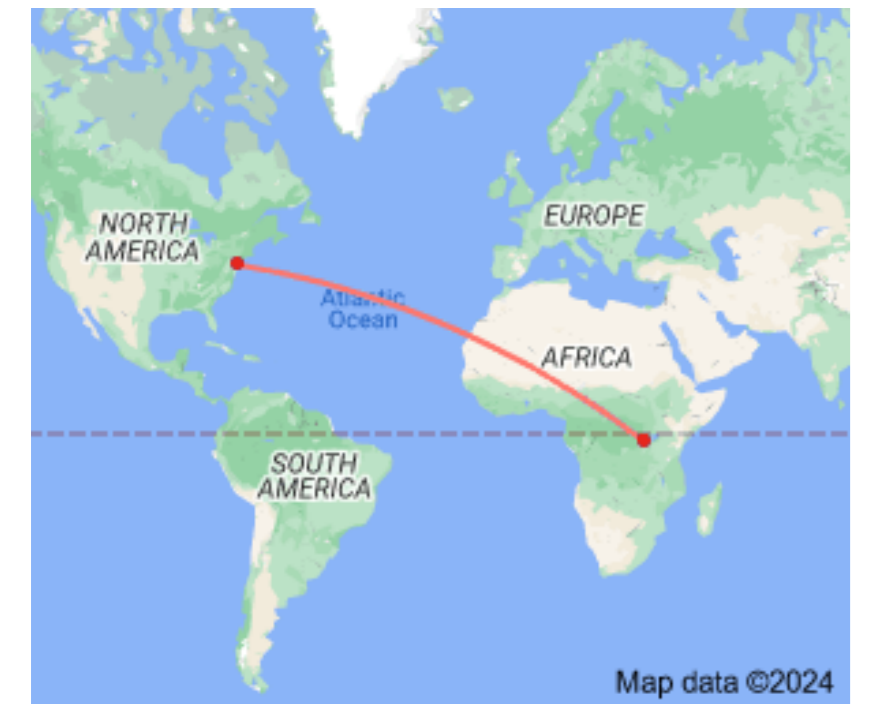 NORTH
AMERICA
EUROPE
Atlantic
Ocean
AFRICA
SOUTH
AMERICA
Map data ©2024